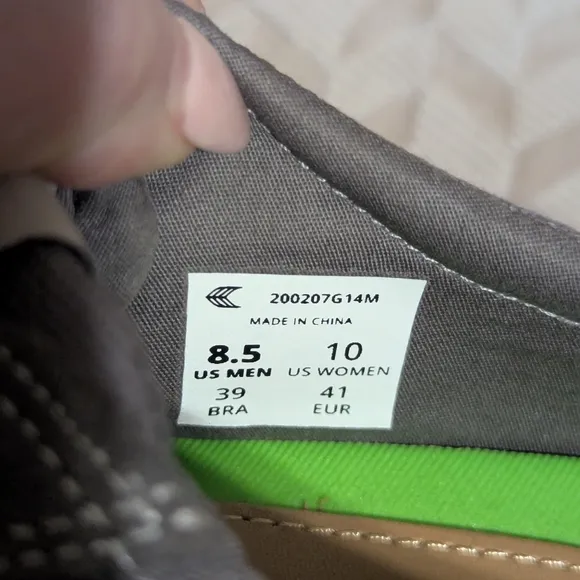 200207G14M
MADE IN CHINA
8.5 10
US MEN US WOMEN
39 41
BRA EUR